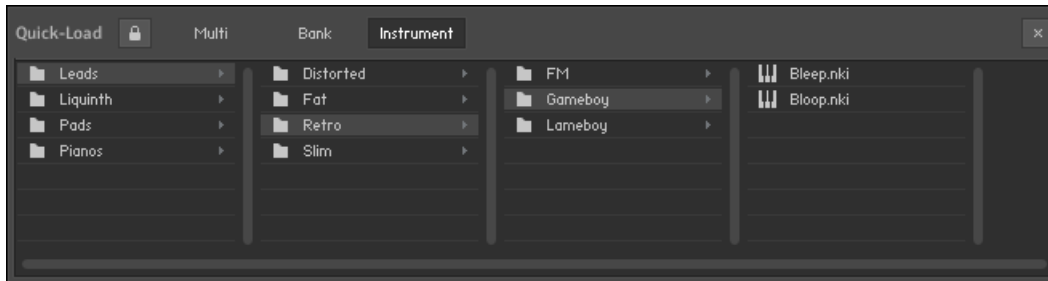 Quick-Load Multi Bank Instrument ×
Leads Distorted FM Bleep.nki
Liquinth Fat Gameboy Bloop.nki
Pads Retro Lameboy
Pianos Slim